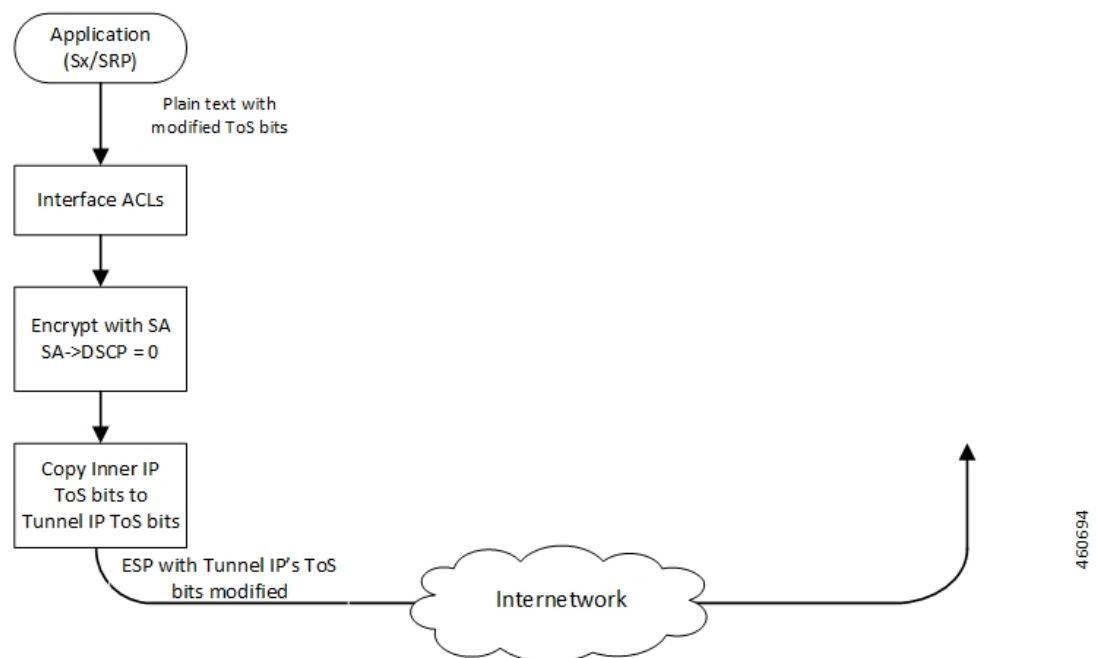 Application
(Sx/SRP)
Plain text with
modified ToS bits
Interface ACLs
Encrypt with SA
SA->DSCP = 0
Copy Inner IP
ToS bits to
Tunnel IP ToS bits
ESP with Tunnel IP's ToS
bits modified
Internetwork
460694